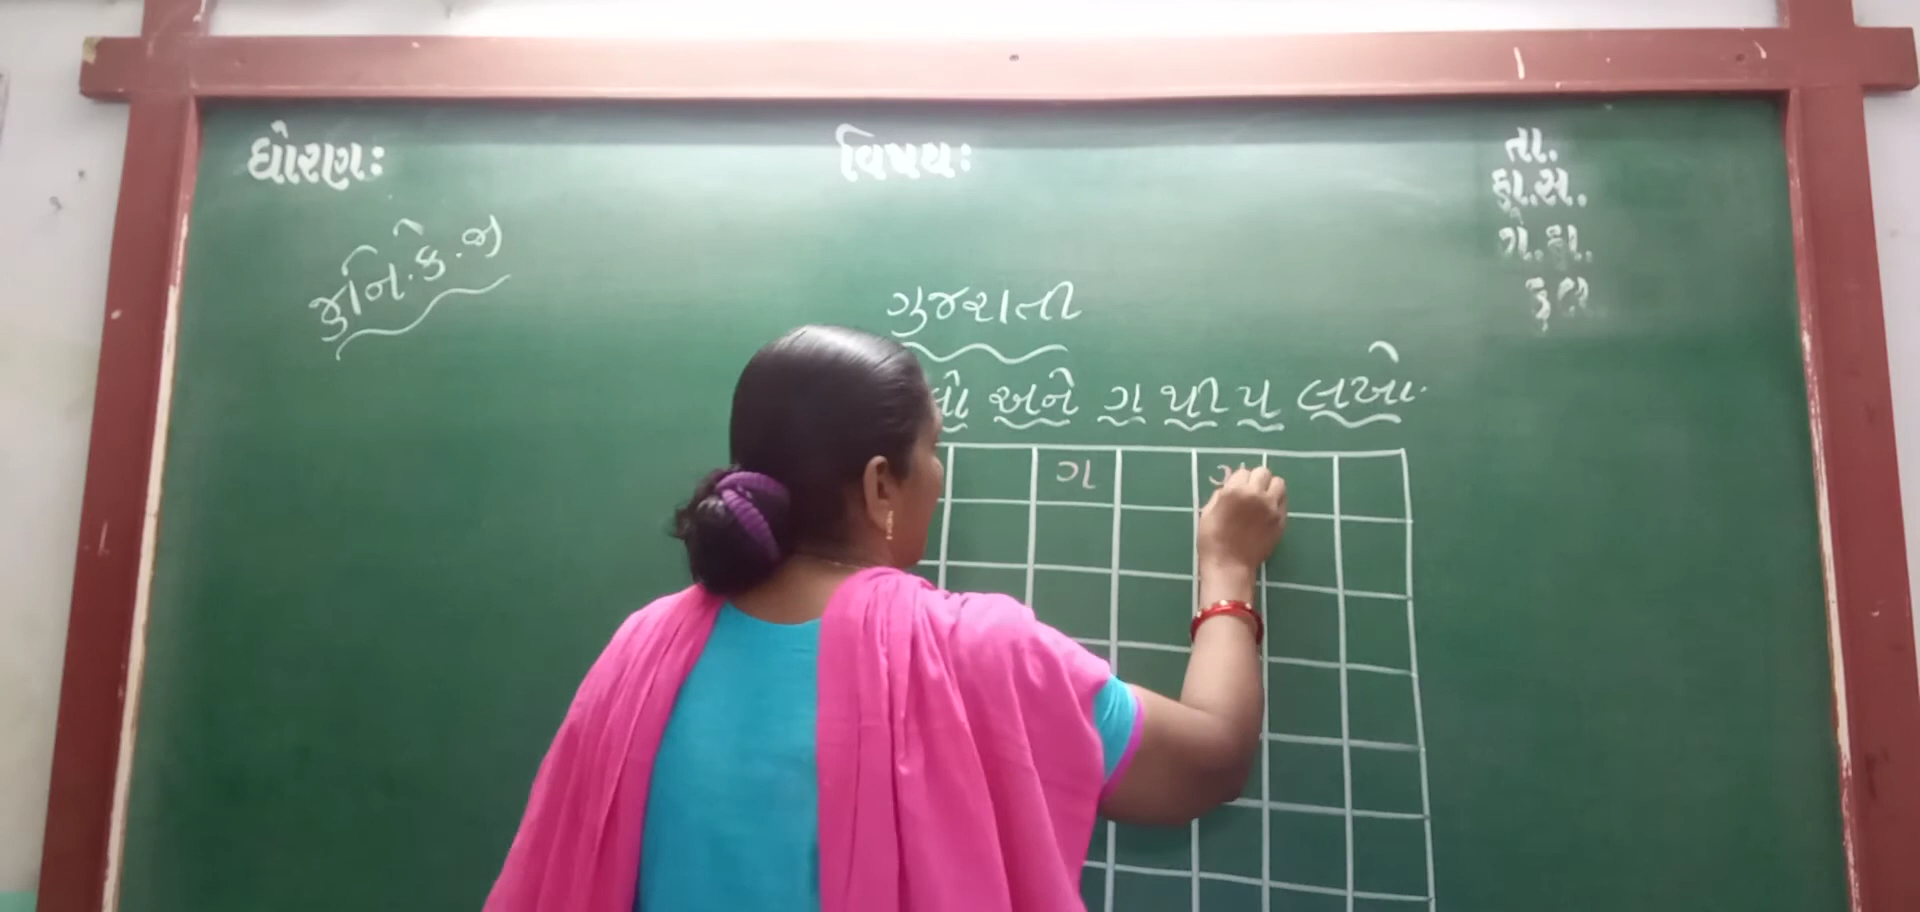 ધોરણઃ
વિષયઃ
તા.
હા.સ.
ગે.હા.
કુલ
જુનિ.કે.જી
ગુજરાતી
અને ગ થી ય લખો.
ગ
ગ